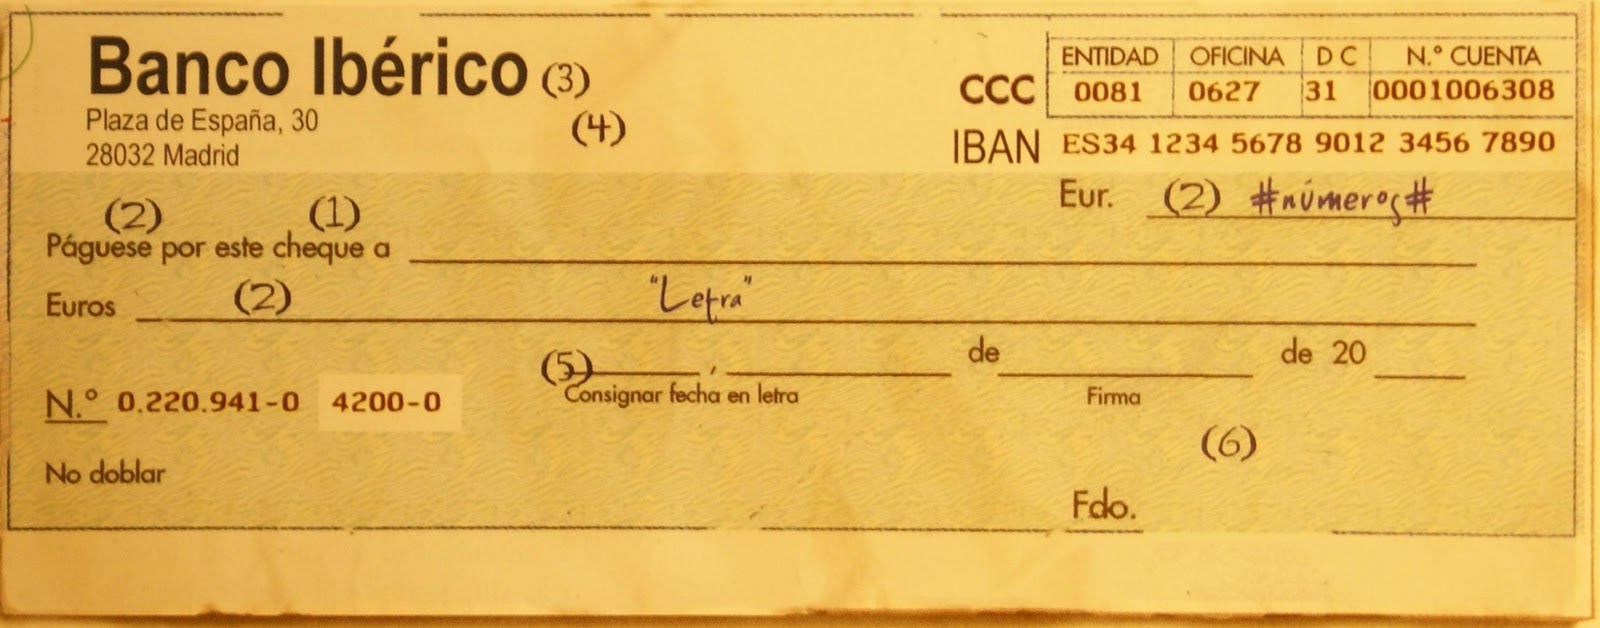 Banco Ibérico (3)
Plaza de España, 30 (4)
28032 Madrid
CCC
ENTIDAD OFICINA D C N.º CUENTA
0081 0627 31 0001006308
IBAN ES34 1234 5678 9012 3456 7890
Eur. (2) #números#
(2) (1)
Páguese por este cheque a
Euros (2) "Letra"
(5) , de de 20
Consignar fecha en letra Firma
N.º 0.220.941-0 4200-0
(6)
No doblar
Fdo.